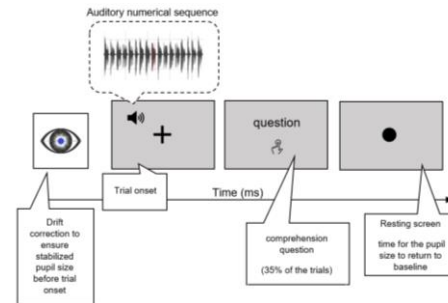 Auditory numerical sequence
question
Trial onset
Time (ms)
Drift
correction to
ensure
stabilized
pupil size
before trial
onset
comprehension
question
(35% of the trials)
Resting screen
time for the pupil
size to return to
baseline